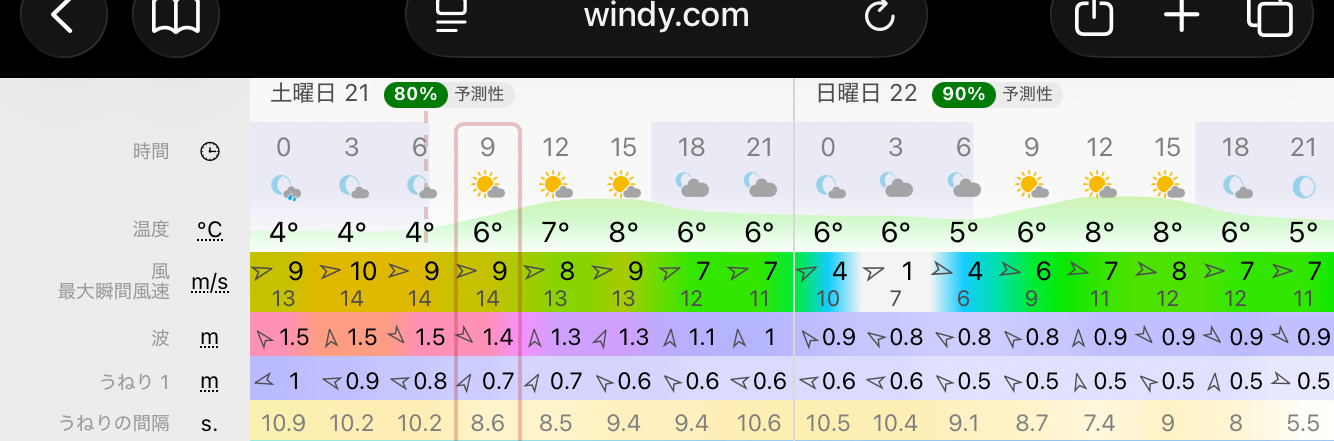 windy.com
土曜日 21 80% 予測性 日曜日 22 90% 予測性
時間 0 3 6 9 12 15 18 21 0 3 6 9 12 15 18 21
温度 °C 4° 4° 4° 6° 7° 8° 6° 6° 6° 6° 5° 6° 8° 8° 6° 5°
風 m/s 9 10 9 9 8 9 7 7 4 1 4 6 7 8 7 7
最大瞬間風速 13 14 14 14 13 13 12 11 10 7 6 9 11 12 12 11
波 m 1.5 1.5 1.5 1.4 1.3 1.3 1.1 1 0.9 0.8 0.8 0.8 0.9 0.9 0.9 0.9
うねり 1 m 1 0.9 0.8 0.7 0.7 0.6 0.6 0.6 0.6 0.6 0.5 0.5 0.5 0.5 0.5 0.5
うねりの間隔 s. 10.9 10.2 10.2 8.6 8.5 9.4 9.4 10.6 10.5 10.4 9.1 8.7 7.4 9 8 5.5